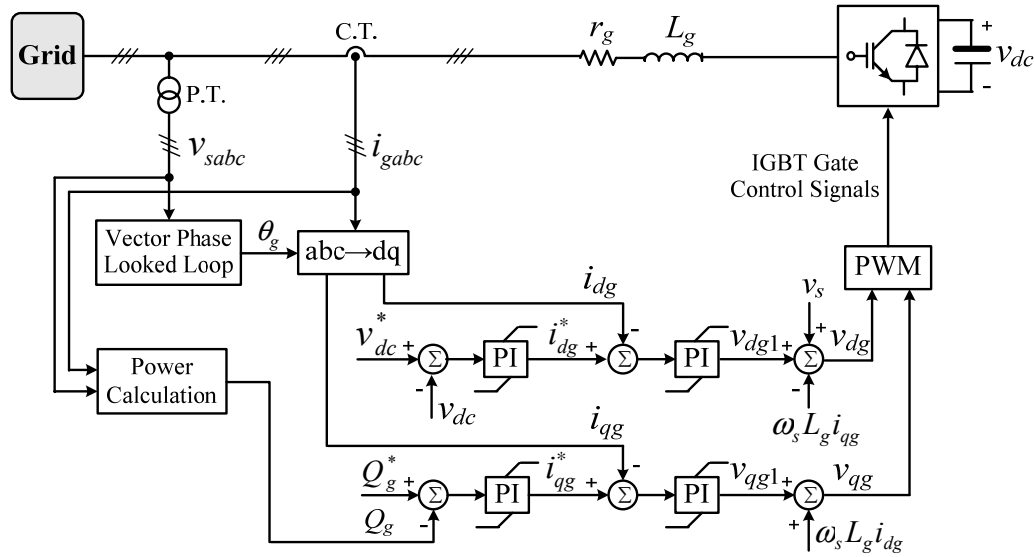 Grid
C.T.
r_g
L_g
v_dc
+
-
P.T.
v_sabc
i_gabc
IGBT Gate
Control Signals
Vector Phase
Looked Loop
θ_g
abc→dq
PWM
i_dg
v_s
v*_dc
+
Σ
-
v_dc
PI
i*_dg
+
-
Σ
PI
v_dg1
+
+
Σ
-
v_dg
ω_s L_g i_qg
Power
Calculation
i_qg
Q*_g
+
Σ
-
Q_g
PI
i*_qg
+
-
Σ
PI
v_qg1
+
Σ
+
v_qg
ω_s L_g i_dg